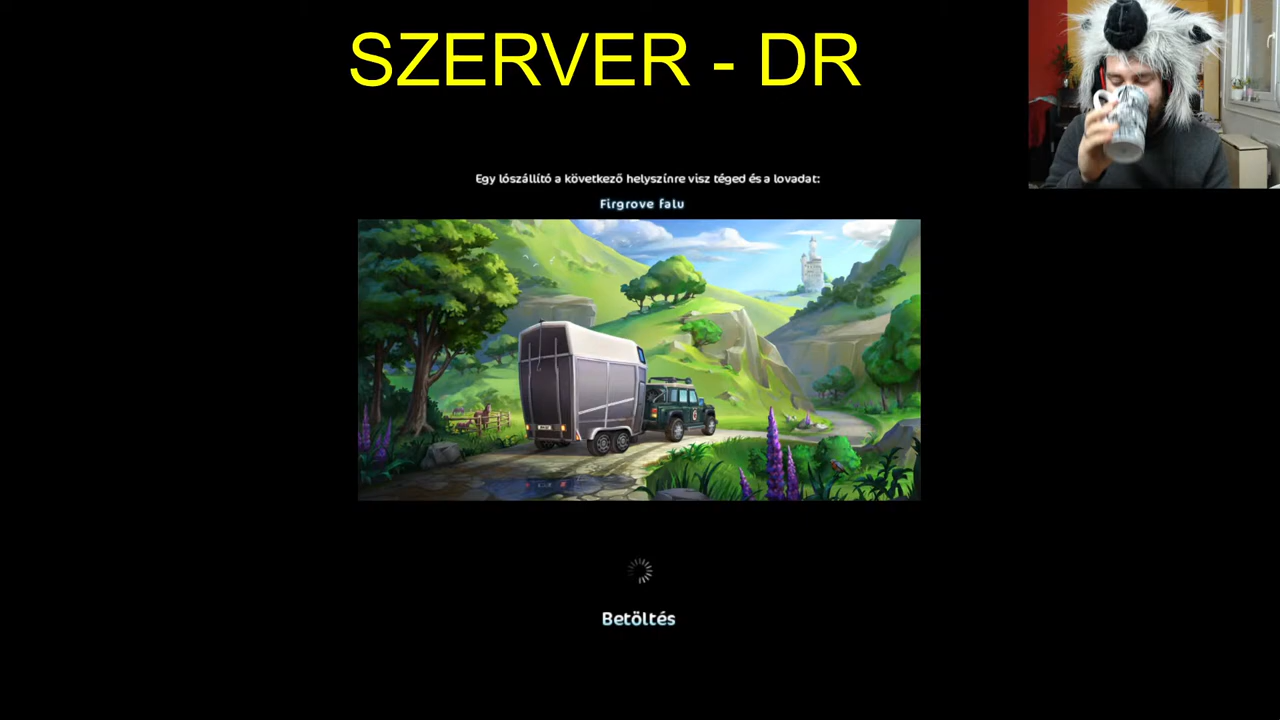 SZERVER - DR
Egy lószállító a következő helyszínre visz téged és a lovadat:
Firgrove falu
Betöltés